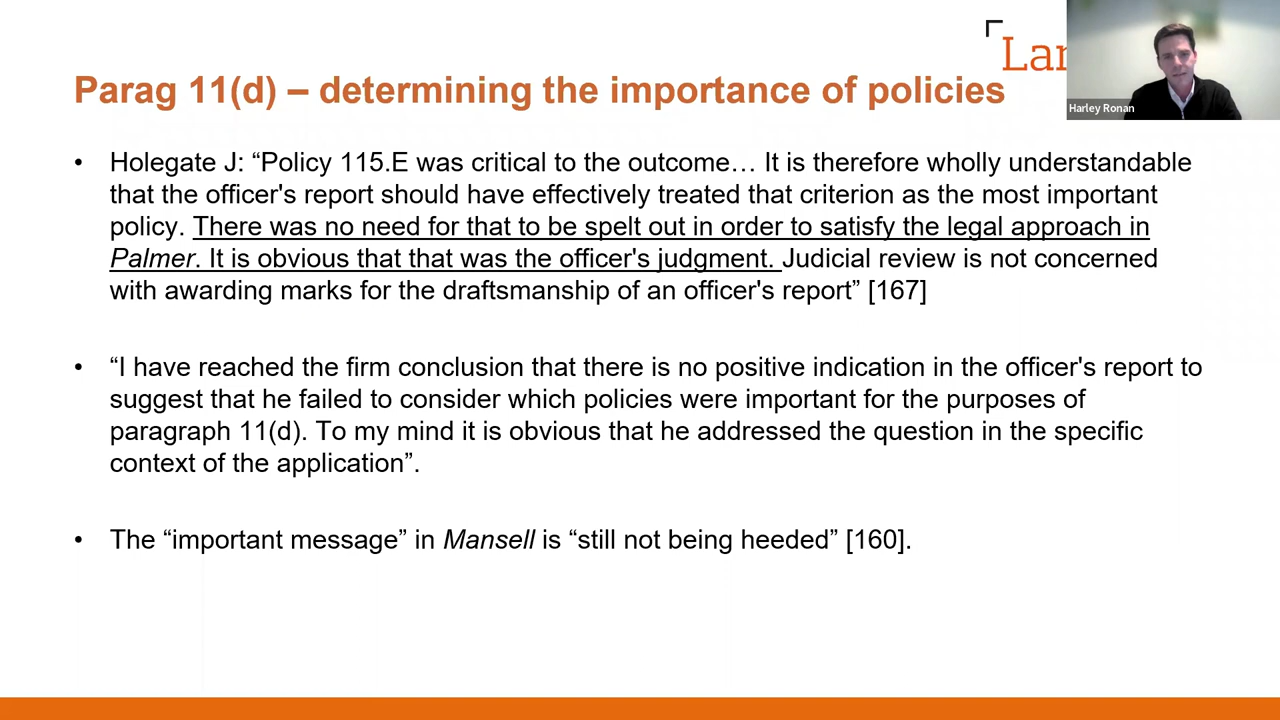 Lan
Harley Ronan
Parag 11(d) – determining the importance of policies
• Holegate J: “Policy 115.E was critical to the outcome… It is therefore wholly understandable
that the officer's report should have effectively treated that criterion as the most important
policy. There was no need for that to be spelt out in order to satisfy the legal approach in
Palmer. It is obvious that that was the officer's judgment. Judicial review is not concerned
with awarding marks for the draftsmanship of an officer's report” [167]
• “I have reached the firm conclusion that there is no positive indication in the officer's report to
suggest that he failed to consider which policies were important for the purposes of
paragraph 11(d). To my mind it is obvious that he addressed the question in the specific
context of the application”.
• The “important message” in Mansell is “still not being heeded” [160].